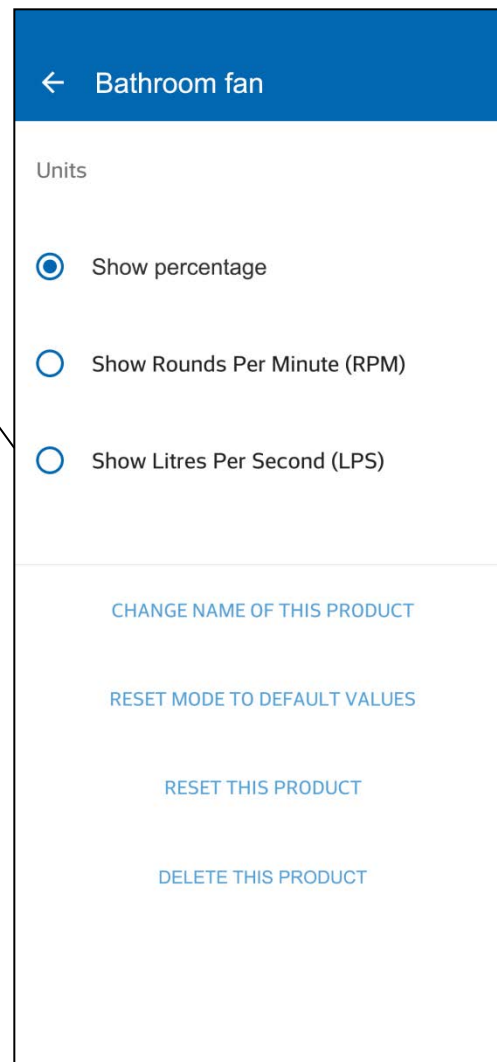 Bathroom fan
Units
Show percentage
Show Rounds Per Minute (RPM)
Show Litres Per Second (LPS)
CHANGE NAME OF THIS PRODUCT
RESET MODE TO DEFAULT VALUES
RESET THIS PRODUCT
DELETE THIS PRODUCT